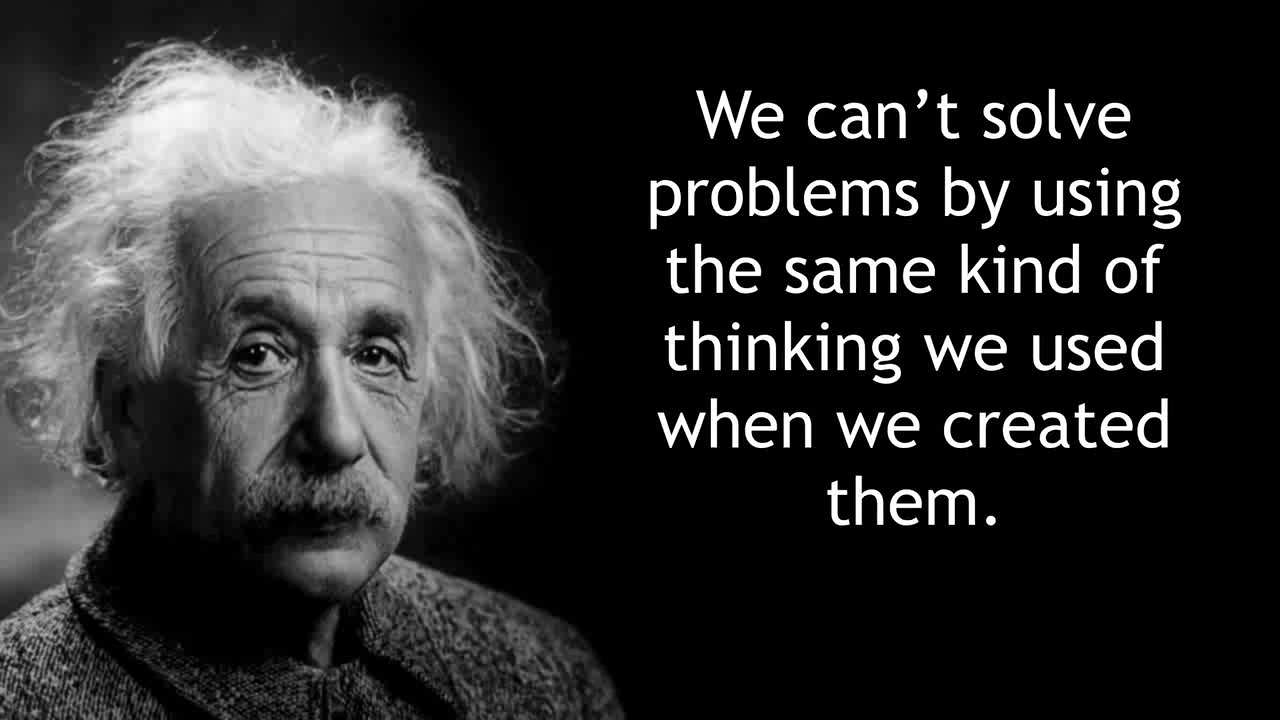 We can’t solve
problems by using
the same kind of
thinking we used
when we created
them.